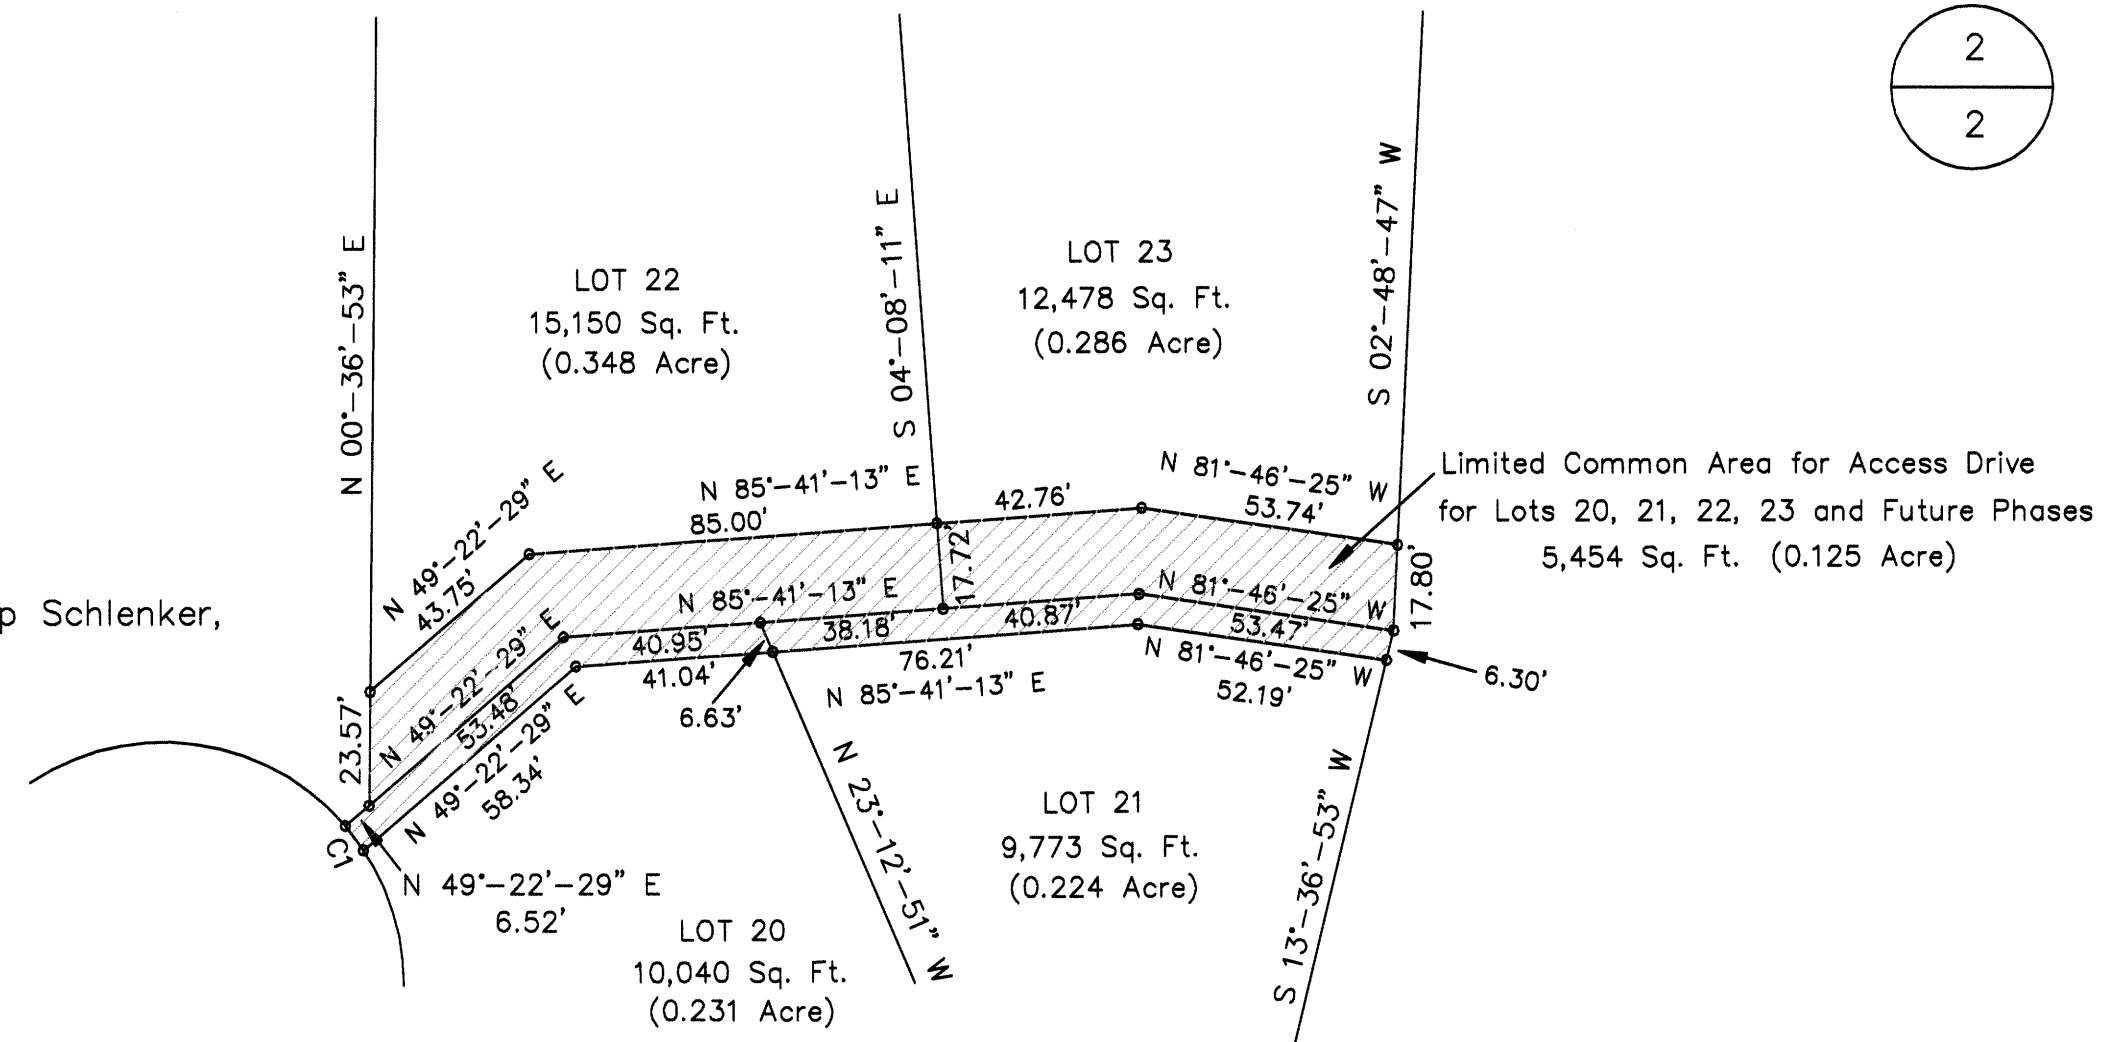 2
2
N 00°-36'-53" E
S 04°-08'-11" E
S 02°-48'-47" W
LOT 22
15,150 Sq. Ft.
(0.348 Acre)
LOT 23
12,478 Sq. Ft.
(0.286 Acre)
Limited Common Area for Access Drive
for Lots 20, 21, 22, 23 and Future Phases
5,454 Sq. Ft. (0.125 Acre)
N 49°-22'-29" E
43.75'
N 85°-41'-13" E
85.00'
42.76'
N 81°-46'-25" W
53.74'
17.72'
17.80'
p Schlenker,
23.57'
N 49°-22'-29" E
53.48'
N 85°-41'-13" E
40.95'
38.18'
40.87'
N 81°-46'-25" W
53.47'
N 49°-22'-29" E
58.34'
41.04'
6.63'
76.21'
N 85°-41'-13" E
N 81°-46'-25" W
52.19'
6.30'
C1
N 49°-22'-29" E
6.52'
N 23°-12'-51" W
S 13°-36'-53" W
LOT 21
9,773 Sq. Ft.
(0.224 Acre)
LOT 20
10,040 Sq. Ft.
(0.231 Acre)